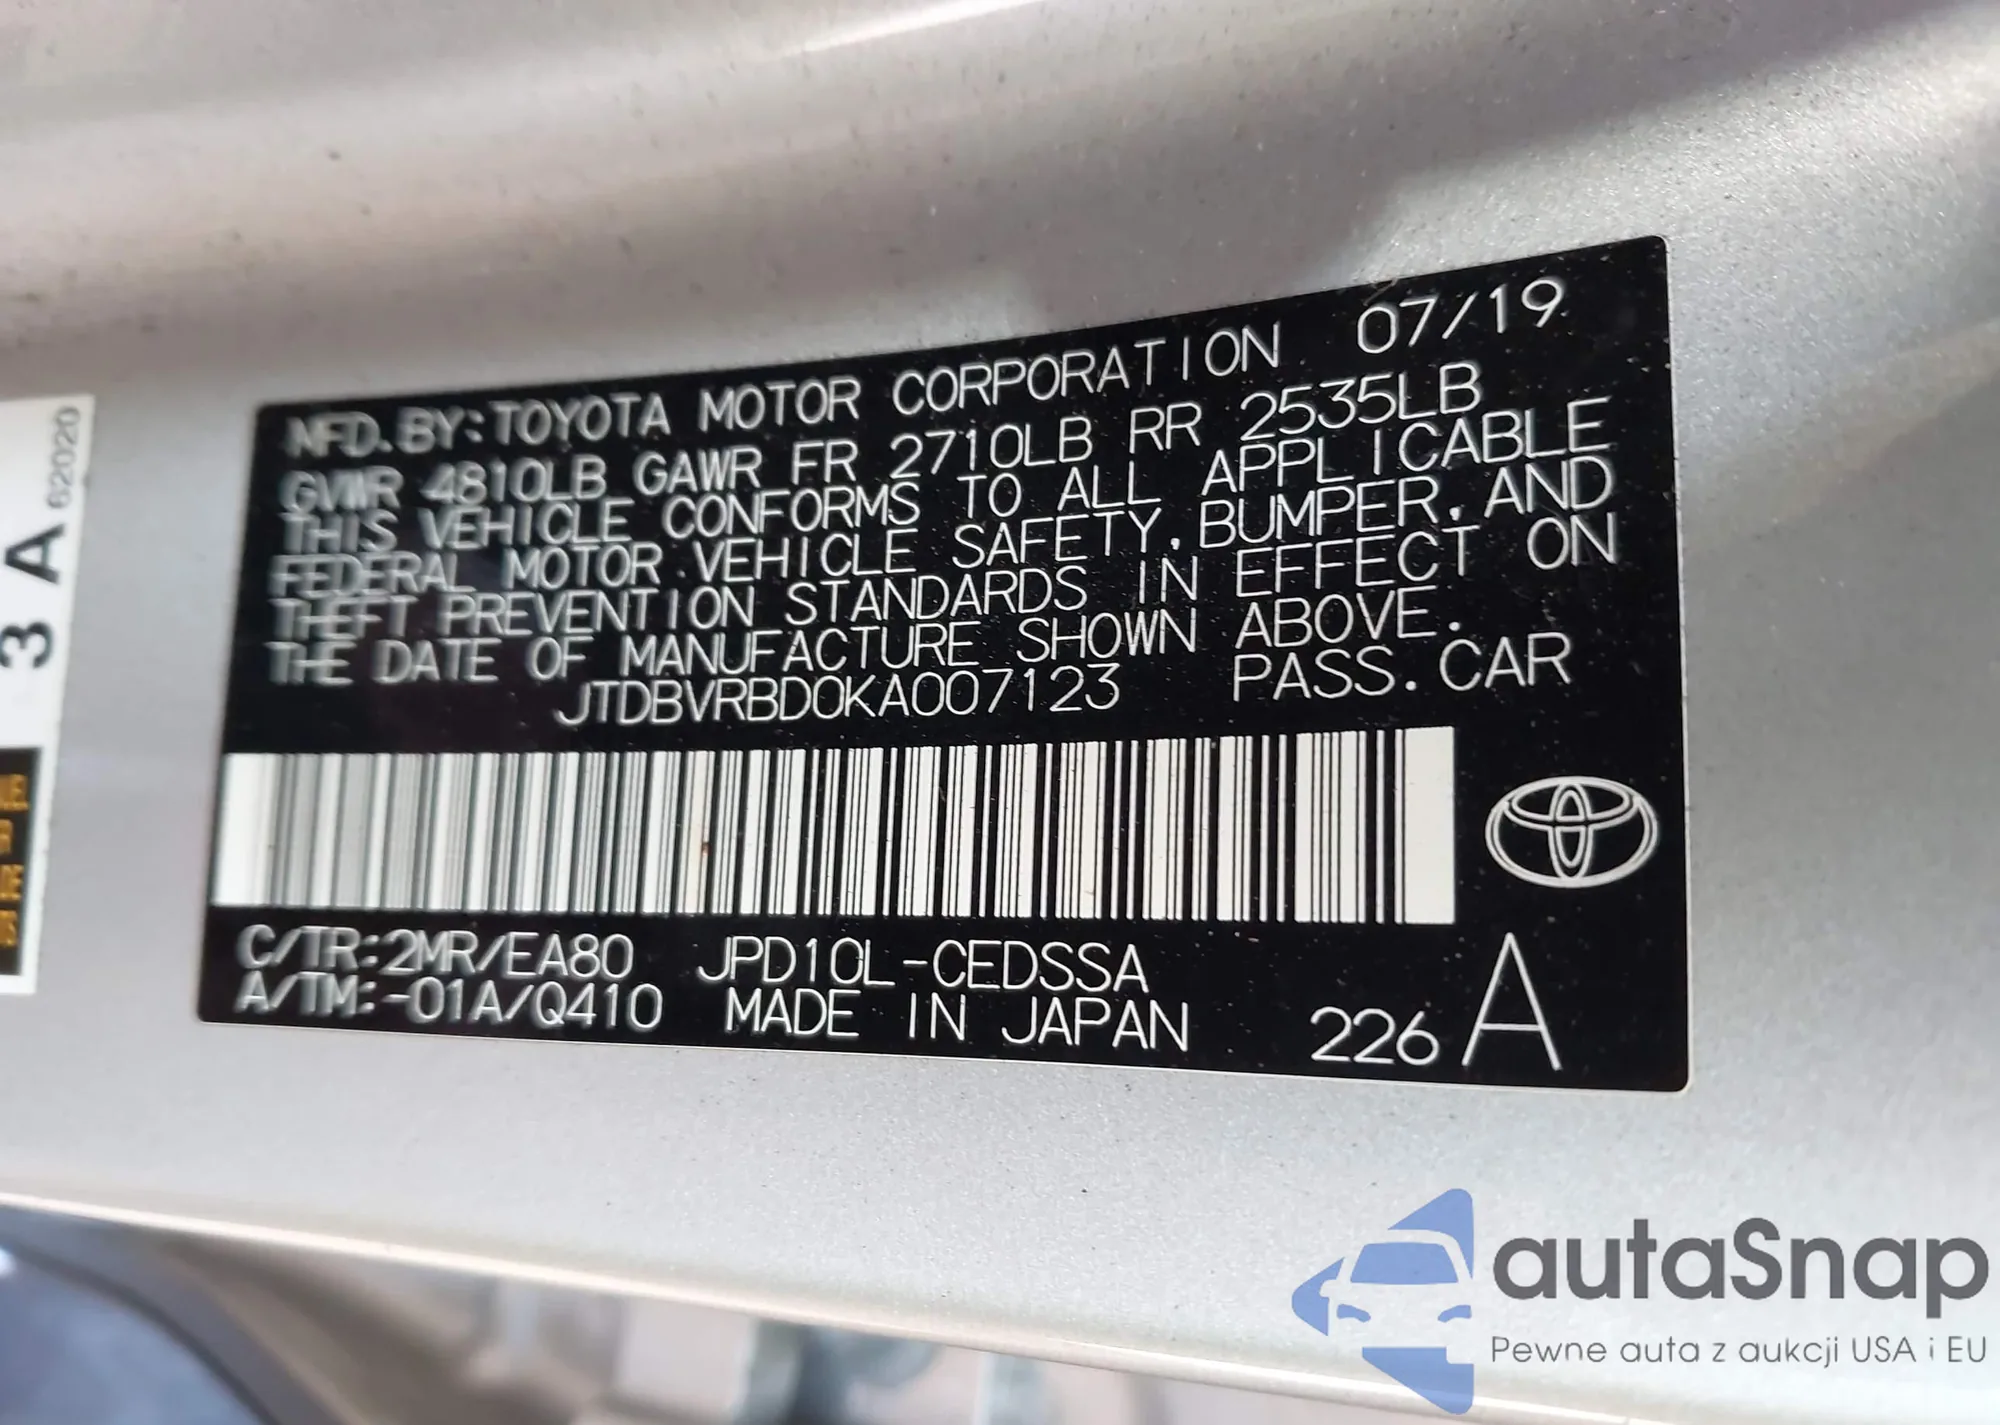 MFD. BY: TOYOTA MOTOR CORPORATION 07/19
GVWR 4810LB GAWR FR 2710LB RR 2535LB
THIS VEHICLE CONFORMS TO ALL APPLICABLE
FEDERAL MOTOR VEHICLE SAFETY, BUMPER, AND
THEFT PREVENTION STANDARDS IN EFFECT ON
THE DATE OF MANUFACTURE SHOWN ABOVE.
JTDBVRBD0KA007123 PASS. CAR
C/TR: 2MR/EA80 JPD10L-CEDSSA
A/TM: -01A/Q410 MADE IN JAPAN 226 A
3 A 62020
autaSnap
Pewne auta z aukcji USA i EU